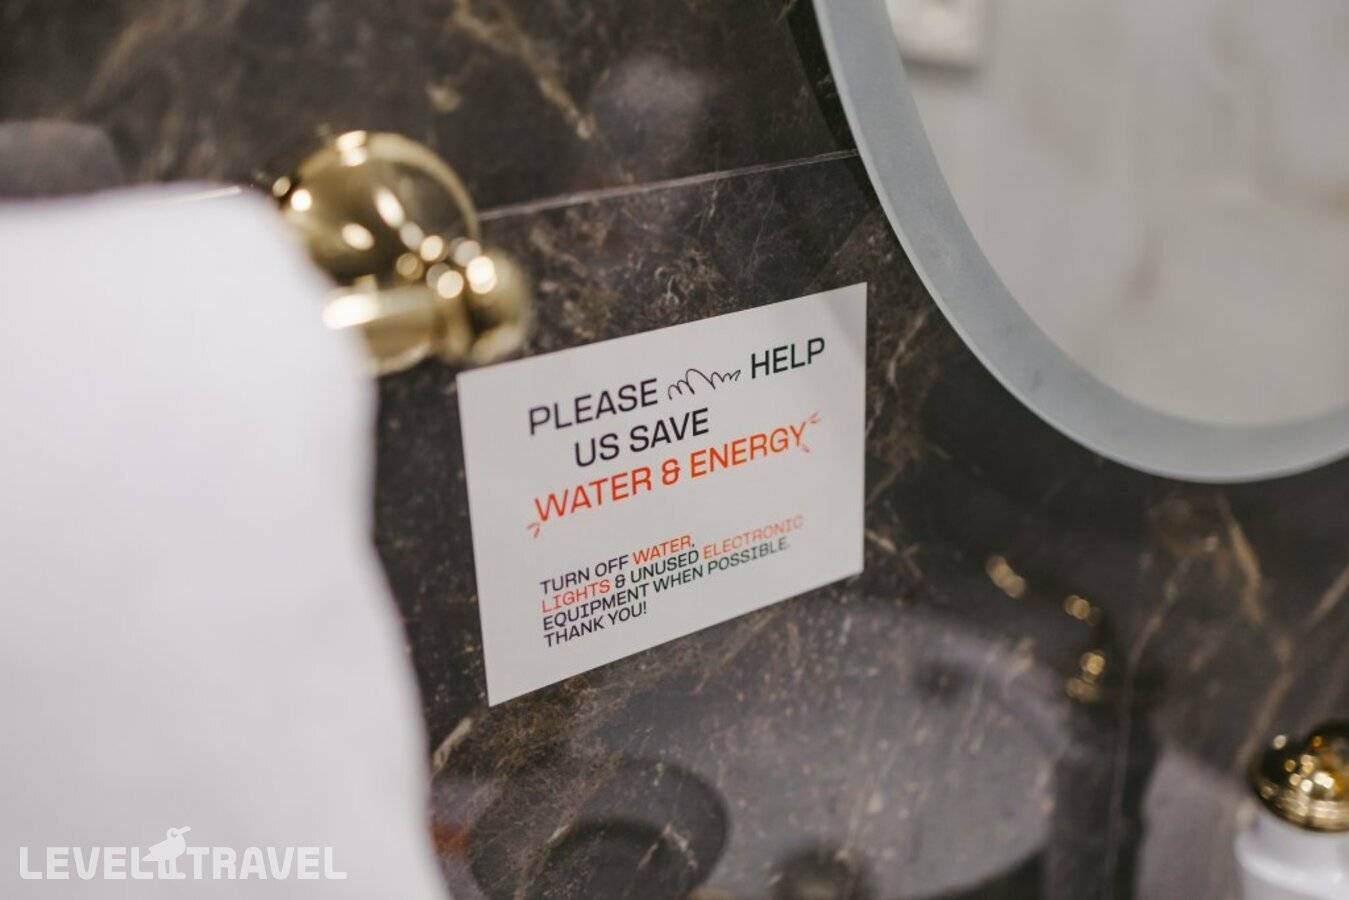 PLEASE HELP
US SAVE
WATER & ENERGY
TURN OFF WATER,
LIGHTS & UNUSED ELECTRONIC
EQUIPMENT WHEN POSSIBLE.
THANK YOU!
LEVEL TRAVEL